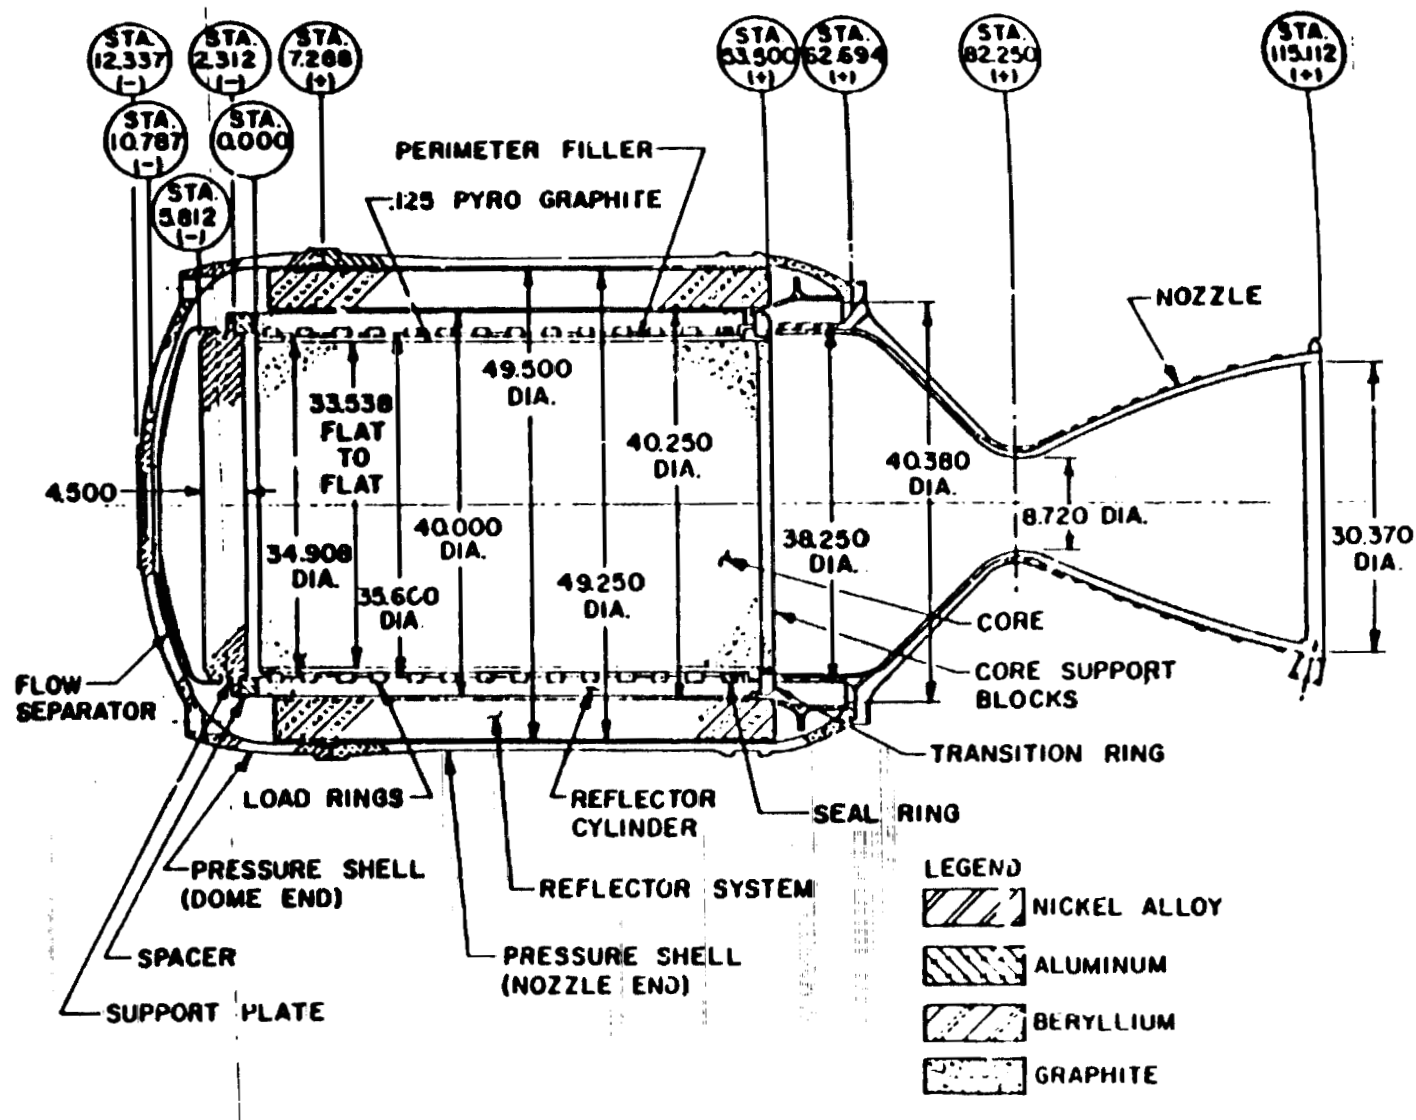 STA.
12.337
(-)
STA.
2.312
(-)
STA.
7.288
(+)
STA.
53.500
(+)
STA.
62.694
(+)
STA.
82.250
(+)
STA.
115.112
(+)
STA.
10.787
(-)
STA.
0.000
STA.
5.812
(-)
PERIMETER FILLER
.125 PYRO GRAPHITE
NOZZLE
49.500
DIA.
33.538
FLAT
TO
FLAT
40.250
DIA.
40.380
DIA.
4.500
40.000
DIA.
8.720 DIA.
34.908
DIA.
38.250
DIA.
30.370
DIA.
35.600
DIA
49.250
DIA.
CORE
CORE SUPPORT
BLOCKS
FLOW
SEPARATOR
TRANSITION RING
LOAD RINGS
REFLECTOR
CYLINDER
SEAL RING
PRESSURE SHELL
(DOME END)
REFLECTOR SYSTEM
SPACER
PRESSURE SHELL
(NOZZLE END)
SUPPORT PLATE
LEGEND
NICKEL ALLOY
ALUMINUM
BERYLLIUM
GRAPHITE